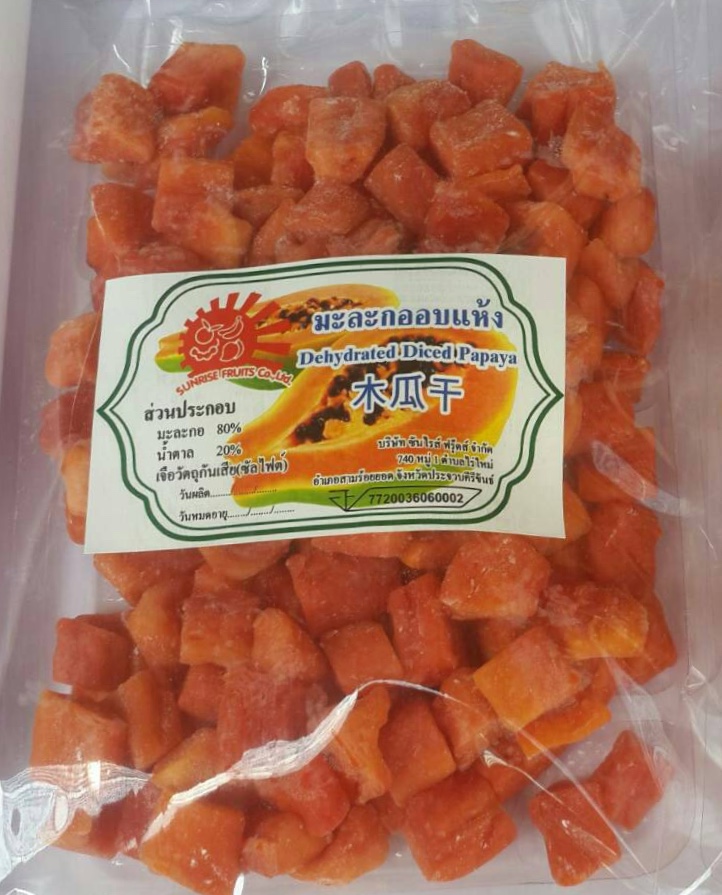 SUNRISE FRUITS Co.,Ltd.
มะละกออบแห้ง
Dehydrated Diced Papaya
木瓜干
ส่วนประกอบ
มะละกอ 80%
น้ำตาล 20%
เจือวัตถุกันเสีย(ซัลไฟต์)
วันผลิต......../......../........
วันหมดอายุ......../......../........
บริษัท ซันไรส์ ฟรุ๊ตส์ จำกัด
740 หมู่ 1 ตำบลไร่ใหม่
อำเภอสามร้อยยอด จังหวัดประจวบคีรีขันธ์
7720036060002